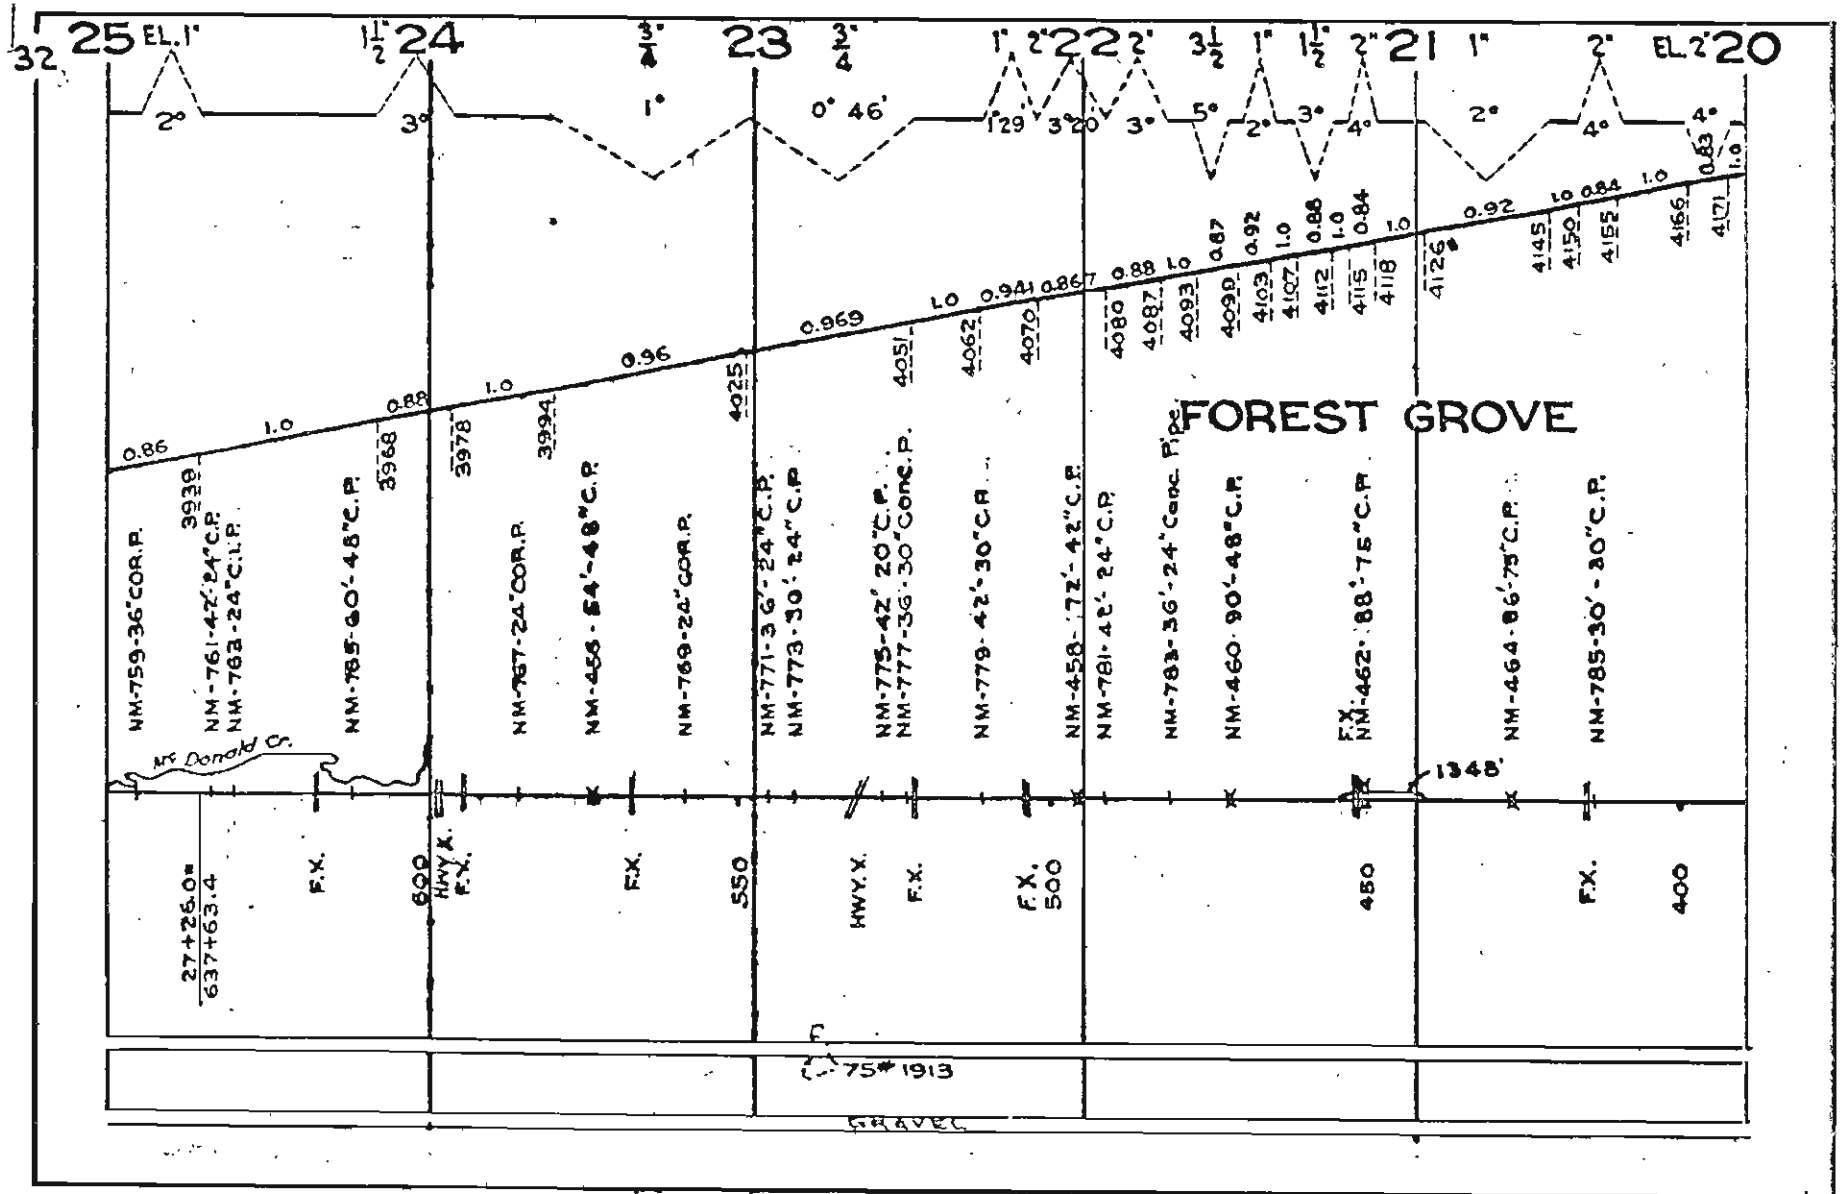 32 25 EL.1" 1½" 24 ¾" 23 ¾ 1" 2" 22 2" 3½ 1" 1½" 2" 21 1" 2" EL.2" 20
2° 3° 1° 0° 46' 1°29' 3°20' 3° 5° 2° 3° 4° 2° 4° 4°
0.86 1.0 0.88 1.0 0.96 0.969 1.0 0.941 0.867 0.88 1.0 0.87 0.92 1.0 0.88 1.0 0.84 1.0 0.92 1.0 0.84 1.0 0.83 1.0
3939 3968 3978 3994 4025 4051 4062 4070 4080 4087 4093 4099 4103 4107 4112 4115 4118 4126 4145 4150 4155 4166 4171
FOREST GROVE
NM-759-36"COR.P.
NM-761-42'-24"C.P.
NM-763-24"C.I.P.
NM-765-60'-48"C.P.
NM-767-24"COR.P.
NM-456-54'-48"C.P.
NM-769-24"COR.P.
NM-771-36'-24"C.P.
NM-773-30'-24"C.P.
NM-775-42' 20"C.P.
NM-777-36'-30"Conc.P.
NM-779-42'-30"C.P.
NM-458-72'-42"C.P.
NM-781-42'-24"C.P.
NM-783-36'-24"Conc Pipe.
NM-460-90'-48"C.P.
F.X.
NM-462-88'-75"C.P.
NM-464-86'-75"C.P.
NM-785-30'-30"C.P.
Mc Donald Cr.
1348'
27+26.0=
637+63.4
F.X.
600
HWY X.
F.X.
F.X.
550
HWY. X.
F.X.
F.X.
500
450
F.X.
400
F
75# 1913
GRAVEL